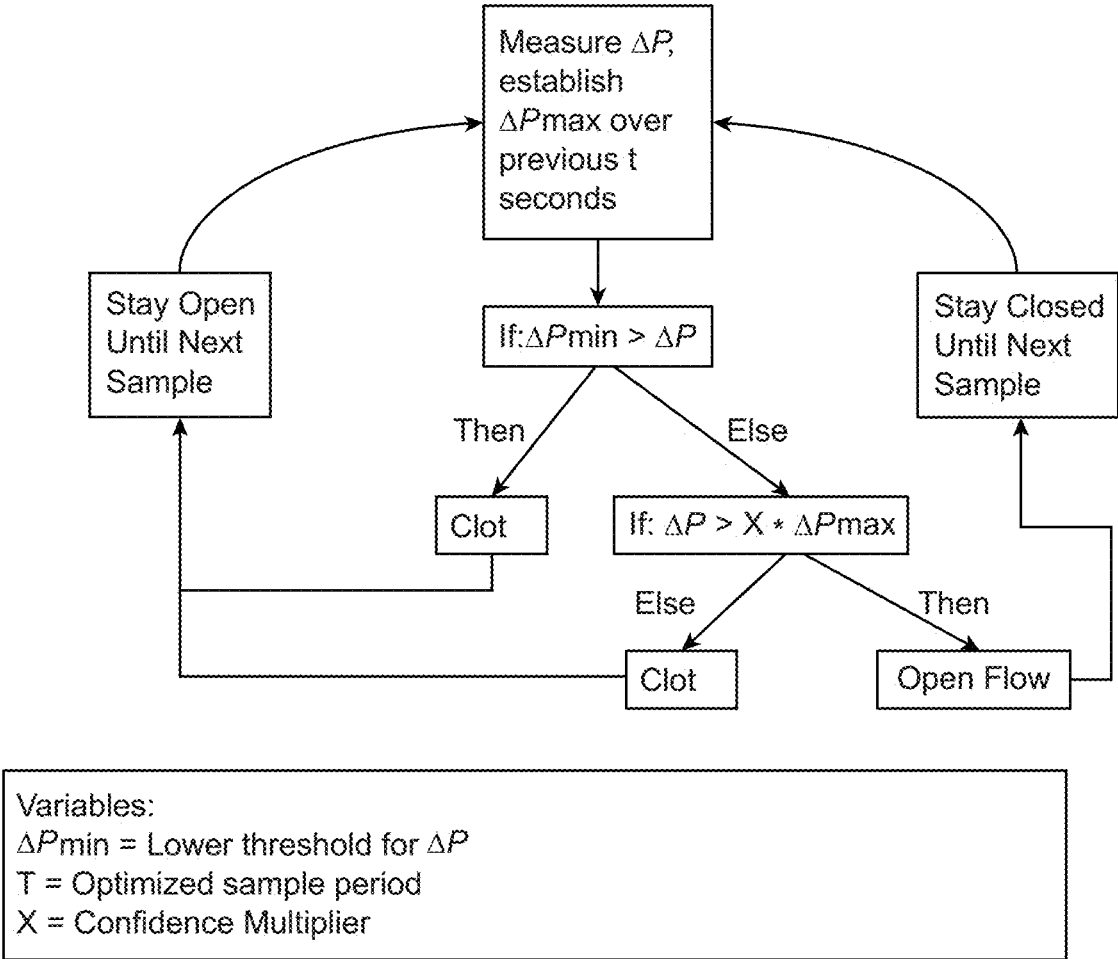 Measure ΔP,
establish
ΔPmax over
previous t
seconds
Stay Open
Until Next
Sample
If:ΔPmin > ΔP
Stay Closed
Until Next
Sample
Then
Else
Clot
If: ΔP > X * ΔPmax
Else
Then
Clot
Open Flow
Variables:
ΔPmin = Lower threshold for ΔP
T = Optimized sample period
X = Confidence Multiplier